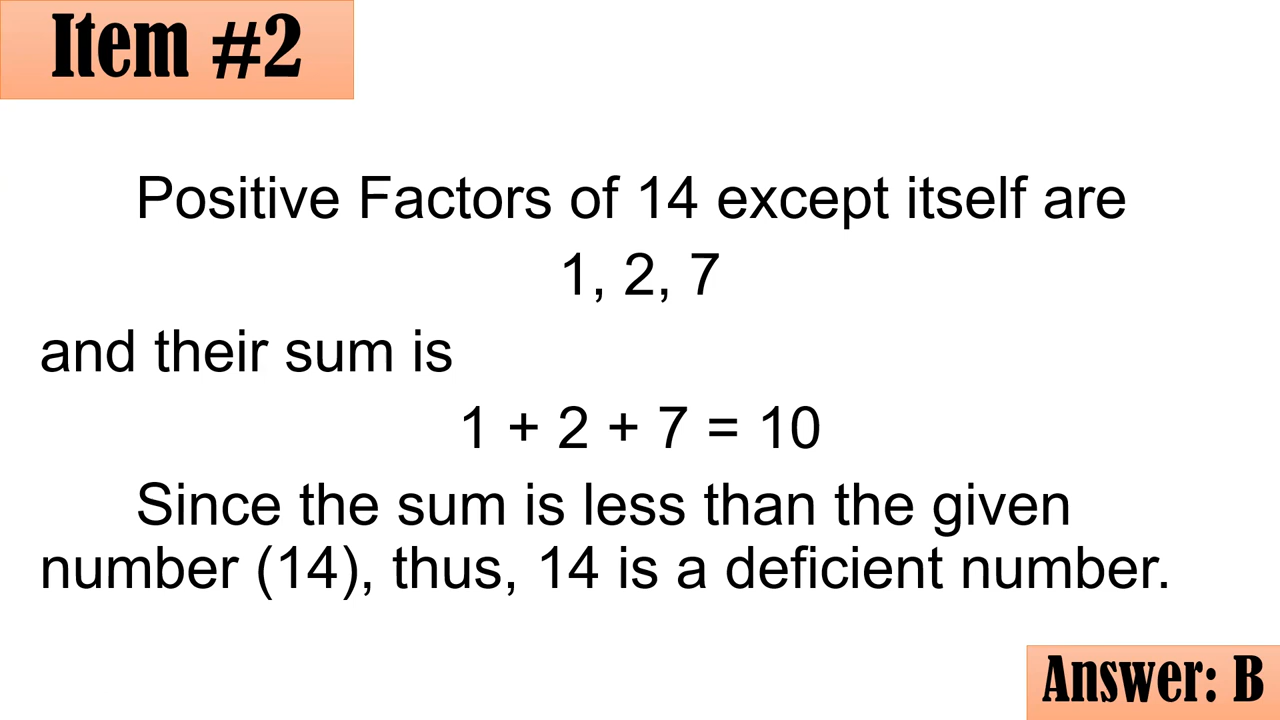 Item #2
Positive Factors of 14 except itself are
1, 2, 7
and their sum is
1 + 2 + 7 = 10
Since the sum is less than the given
number (14), thus, 14 is a deficient number.
Answer: B